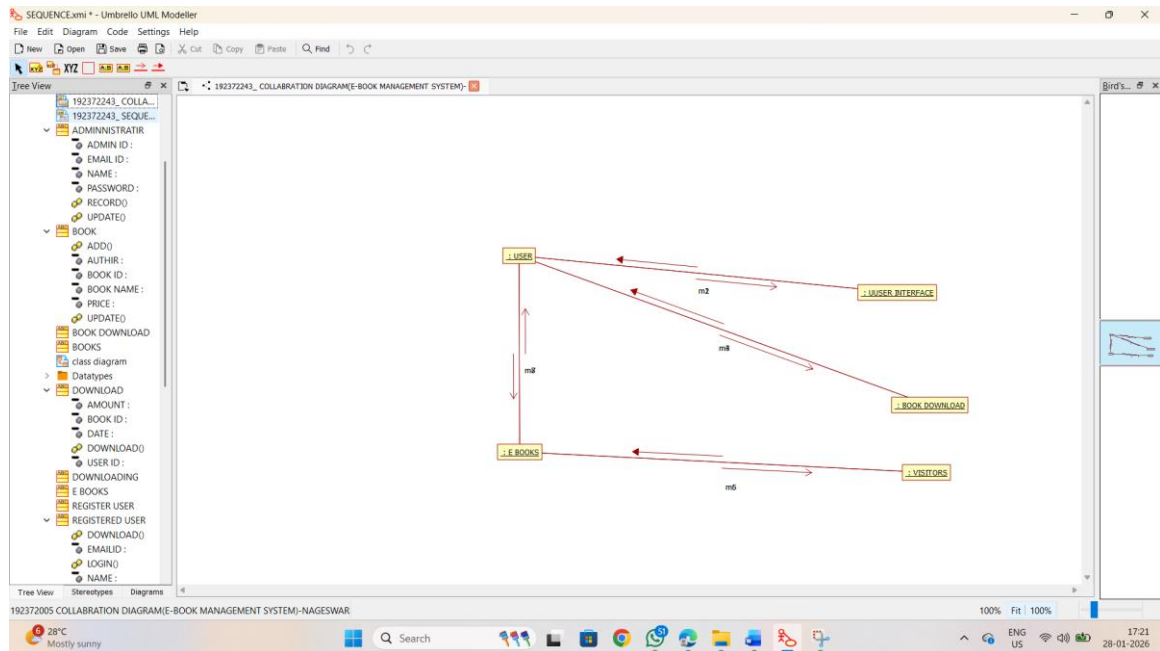 SEQUENCE.xmi * - Umbrello UML Modeller
File Edit Diagram Code Settings Help
New Open Save Cut Copy Paste Find
XYZ XYZ A.B A.B
Tree View
192372243_ COLLABRATION DIAGRAM(E-BOOK MANAGEMENT SYSTEM)-
Bird's...
192372243_ COLLA...
192372243_ SEQUE...
ADMINNISTRATIR
ADMIN ID :
EMAIL ID :
NAME :
PASSWORD :
RECORD()
UPDATE()
BOOK
ADD()
AUTHIR :
BOOK ID :
BOOK NAME :
PRICE :
UPDATE()
BOOK DOWNLOAD
BOOKS
class diagram
Datatypes
DOWNLOAD
AMOUNT :
BOOK ID :
DATE :
DOWNLOAD()
USER ID :
DOWNLOADING
E BOOKS
REGISTER USER
REGISTERED USER
DOWNLOAD()
EMAILID :
LOGIN()
NAME :
: USER
: UUSER INTERFACE
: BOOK DOWNLOAD
: E BOOKS
: VISITORS
Tree View Stereotypes Diagrams
192372005 COLLABRATION DIAGRAM(E-BOOK MANAGEMENT SYSTEM)-NAGESWAR
100% Fit 100%
6 28°C
Mostly sunny
Search
51
ENG
US
17:21
28-01-2026